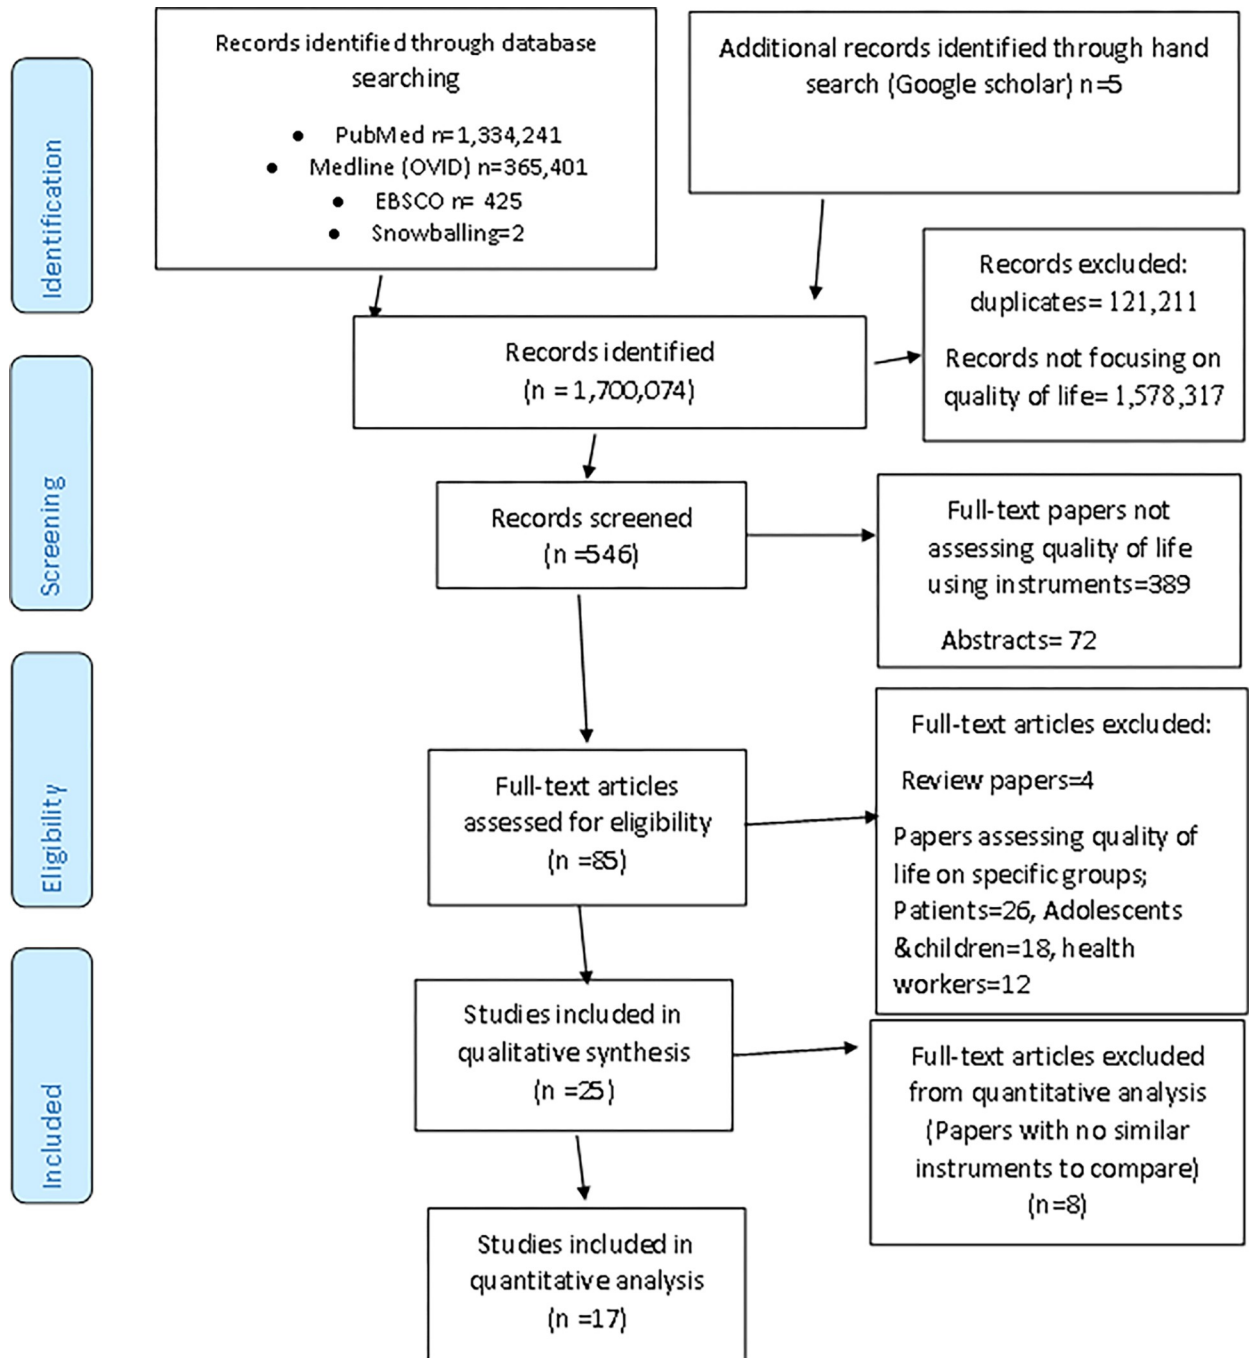 Records identified through database
searching
● PubMed n=1,334,241
● Medline (OVID) n=365,401
● EBSCO n= 425
● Snowballing=2
Additional records identified through hand
search (Google scholar) n=5
Identification
Records excluded:
duplicates= 121,211
Records not focusing on
quality of life= 1,578,317
Records identified
(n = 1,700,074)
Screening
Records screened
(n =546)
Full-text papers not
assessing quality of life
using instruments=389
Abstracts= 72
Eligibility
Full-text articles
assessed for eligibility
(n =85)
Full-text articles excluded:
Review papers=4
Papers assessing quality of
life on specific groups;
Patients=26, Adolescents
&children=18, health
workers=12
Included
Studies included in
qualitative synthesis
(n =25)
Full-text articles excluded
from quantitative analysis
(Papers with no similar
instruments to compare)
(n=8)
Studies included in
quantitative analysis
(n =17)